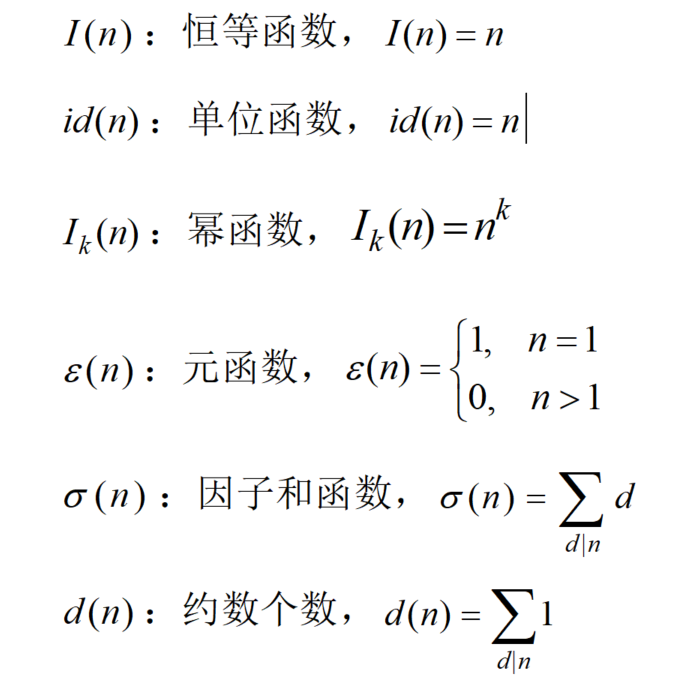 I(n)：恒等函数，I(n) = n
id(n)：单位函数，id(n) = n
I_k(n)：幂函数，I_k(n) = n^k
ε(n)：元函数，ε(n) = { 1, n = 1
0, n > 1
σ(n)：因子和函数，σ(n) = ∑_{d|n} d
d(n)：约数个数，d(n) = ∑_{d|n} 1